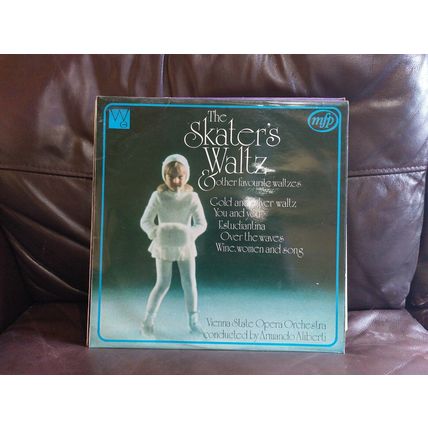 The
Skater's
Waltz
& other favourite waltzes
Gold and silver waltz
You and you
Estudiantina
Over the waves
Wine, women and song
Vienna State Opera Orchestra
conducted by Armando Aliberti
mfp